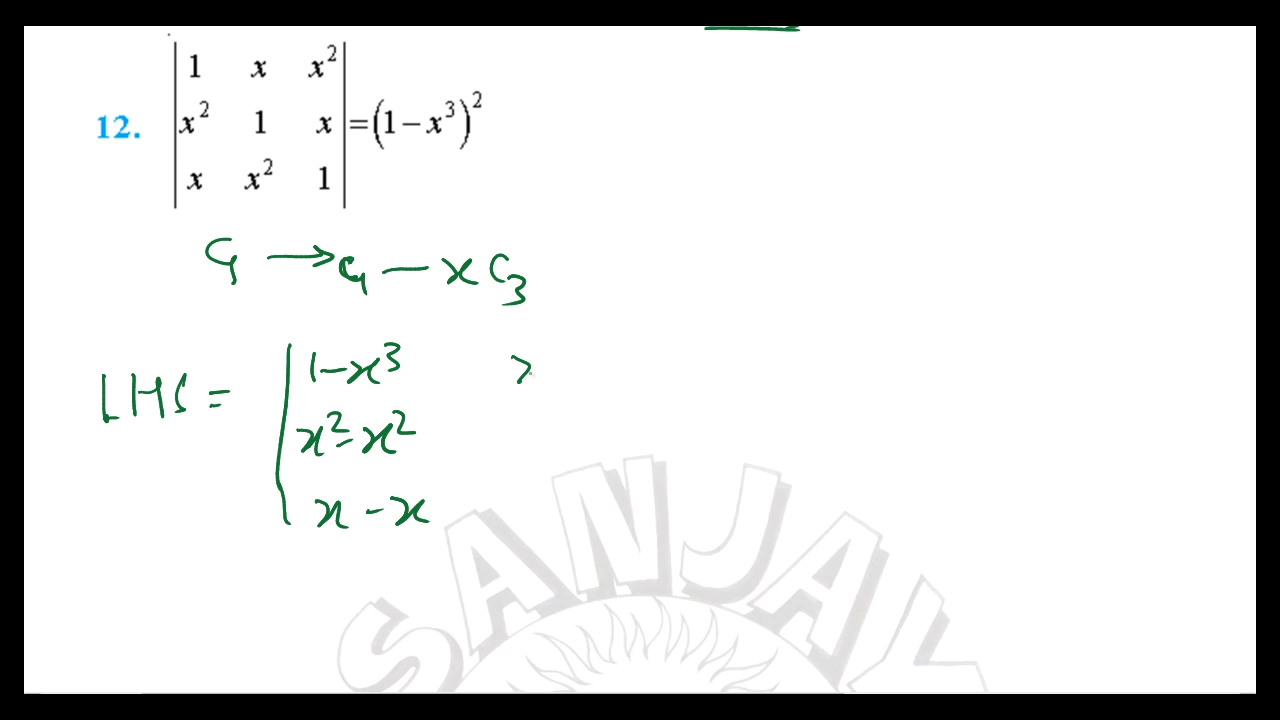 | 1 x x² |
12. | x² 1 x | = (1 − x³)²
| x x² 1 |
C₁ → C₁ − x C₃
LHS = | 1−x³ x
x² − x²
x − x
SANJAY